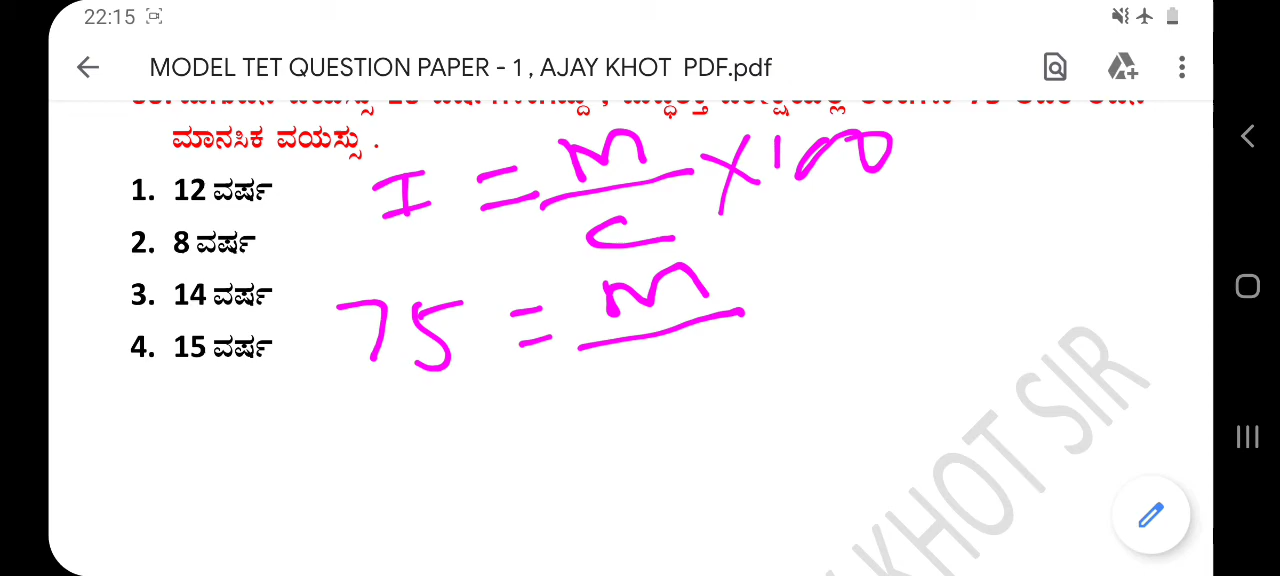 22:15
MODEL TET QUESTION PAPER - 1 , AJAY KHOT PDF.pdf
ಮಾನಸಿಕ ವಯಸ್ಸು .
1. 12 ವರ್ಷ
2. 8 ವರ್ಷ
3. 14 ವರ್ಷ
4. 15 ವರ್ಷ
I = M/C × 100
75 = M
KHOT SIR